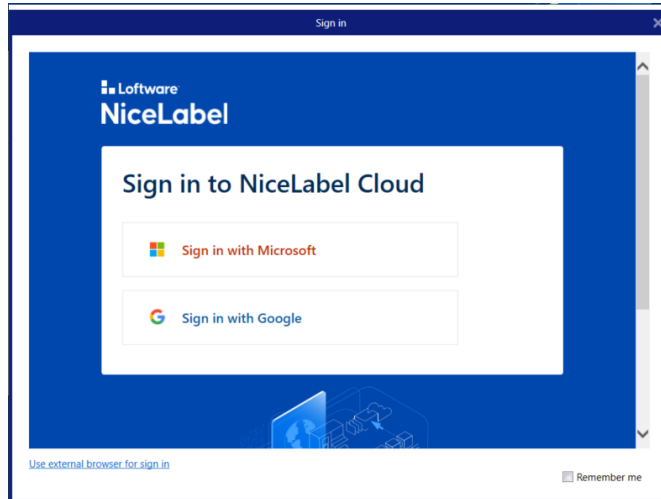 Sign in
Loftware
NiceLabel
Sign in to NiceLabel Cloud
Sign in with Microsoft
Sign in with Google
Use external browser for sign in
Remember me